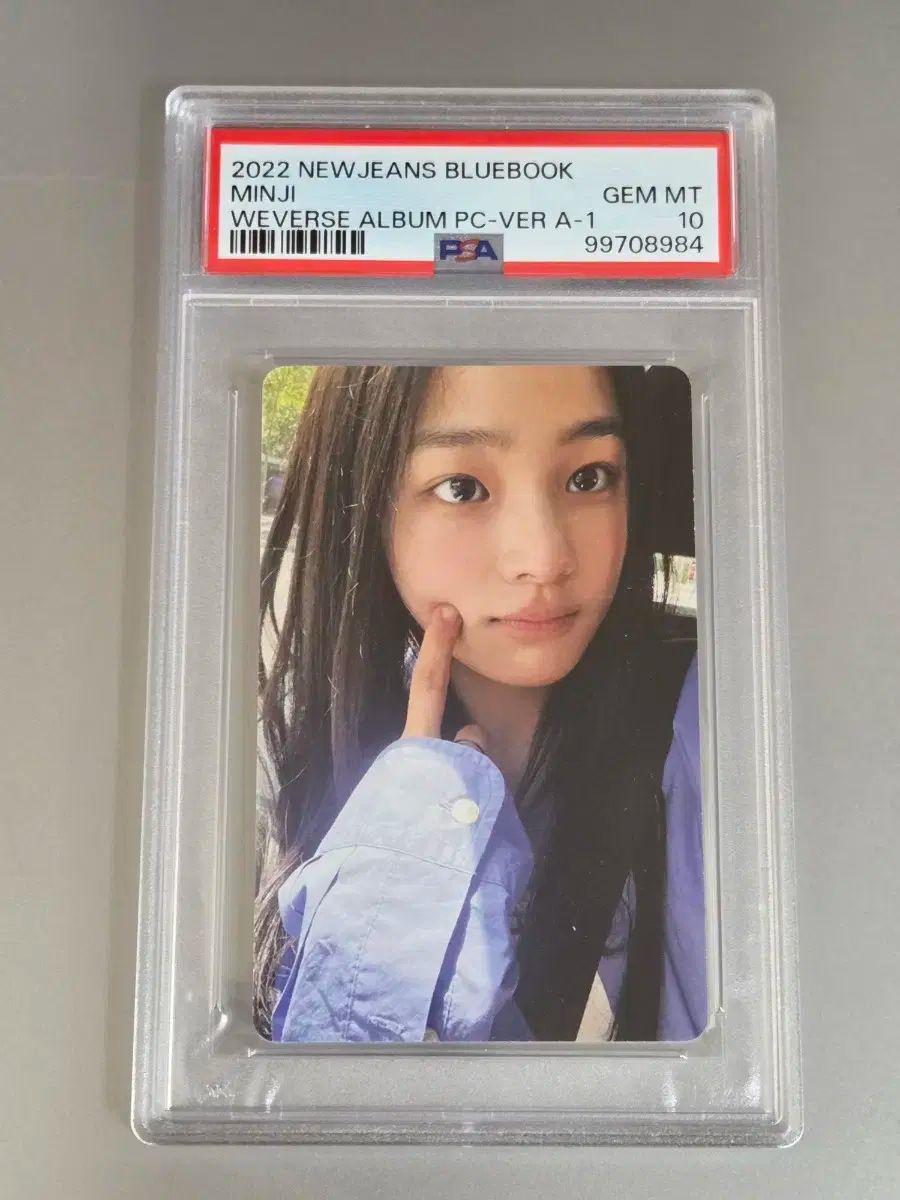 2022 NEWJEANS BLUEBOOK
MINJI GEM MT
WEVERSE ALBUM PC-VER A-1 10
PSA 99708984